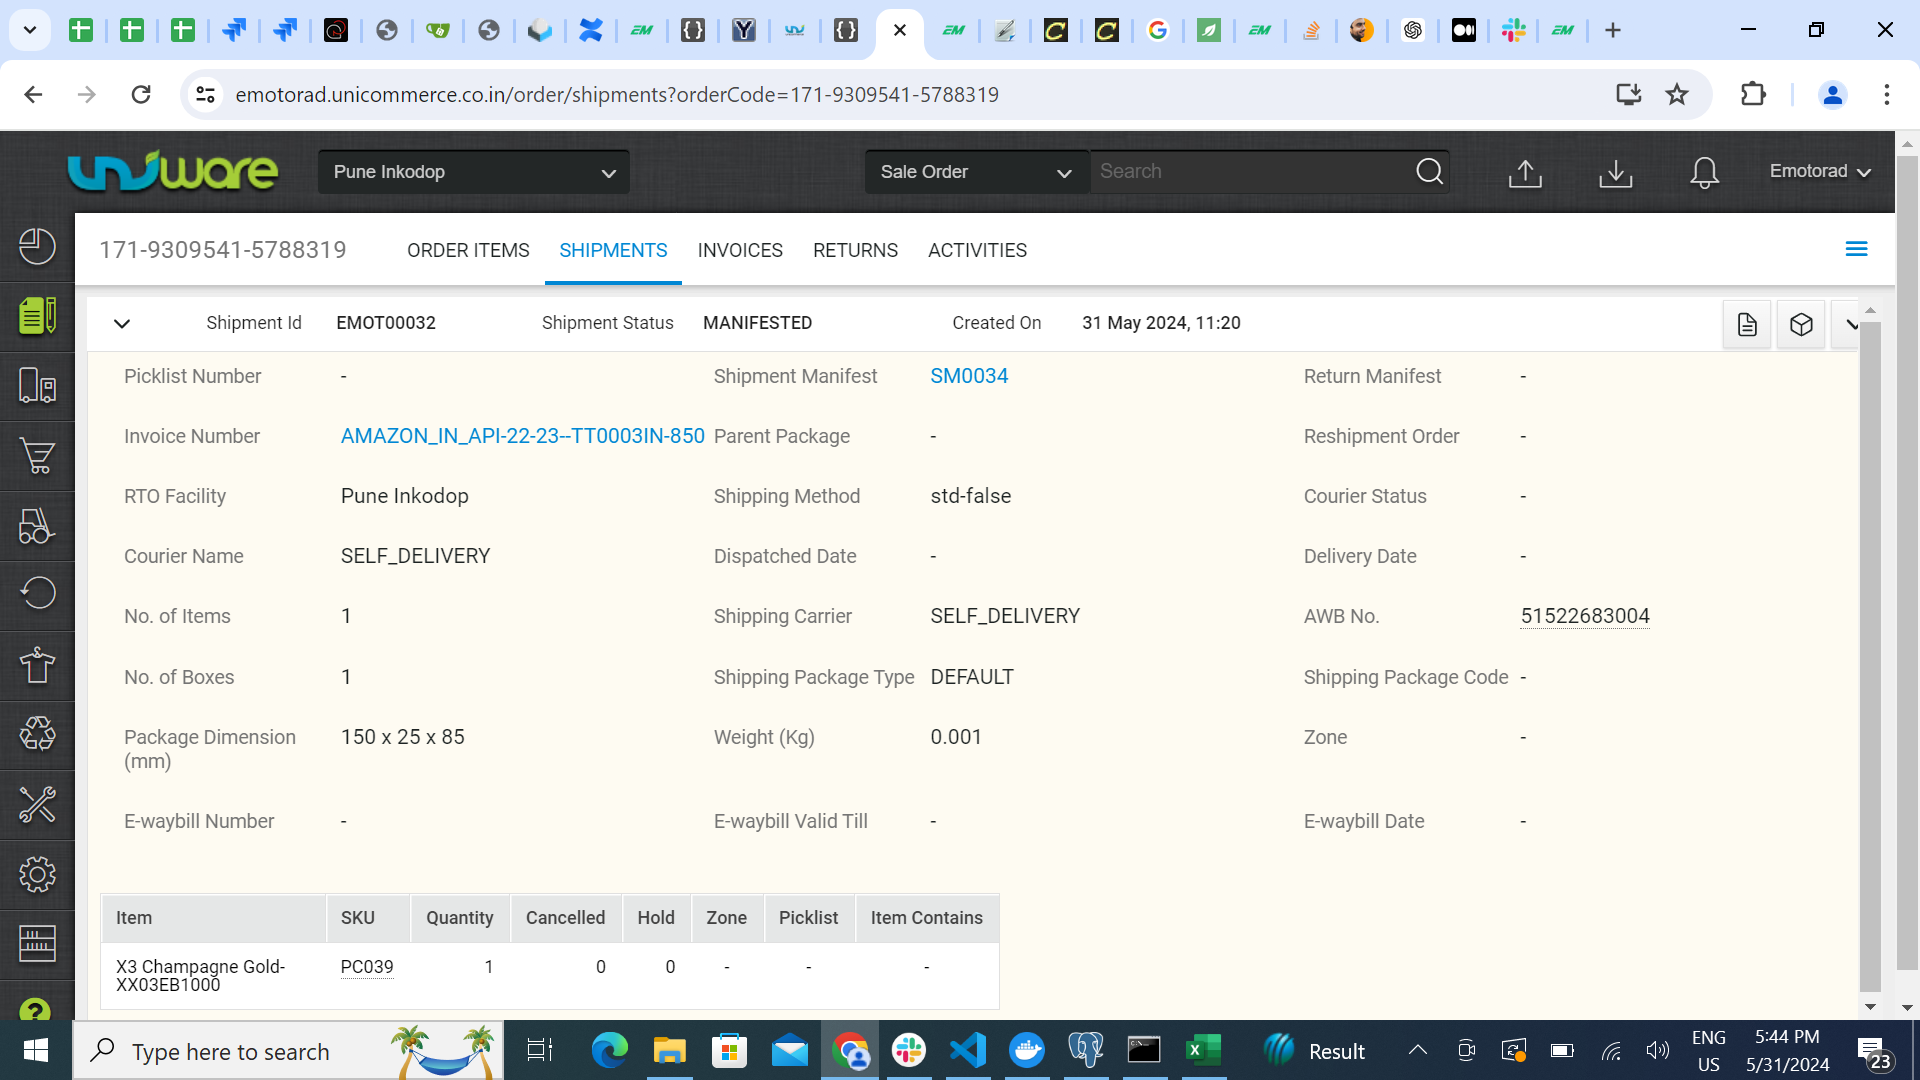 emotorad.unicommerce.co.in/order/shipments?orderCode=171-9309541-5788319
uniware
Pune Inkodop
Sale Order
Search
Emotorad
171-9309541-5788319
ORDER ITEMS
SHIPMENTS
INVOICES
RETURNS
ACTIVITIES
Shipment Id EMOT00032 Shipment Status MANIFESTED Created On 31 May 2024, 11:20
Picklist Number - Shipment Manifest SM0034 Return Manifest -
Invoice Number AMAZON_IN_API-22-23--TT0003IN-850 Parent Package - Reshipment Order -
RTO Facility Pune Inkodop Shipping Method std-false Courier Status -
Courier Name SELF_DELIVERY Dispatched Date - Delivery Date -
No. of Items 1 Shipping Carrier SELF_DELIVERY AWB No. 51522683004
No. of Boxes 1 Shipping Package Type DEFAULT Shipping Package Code -
Package Dimension (mm) 150 x 25 x 85 Weight (Kg) 0.001 Zone -
E-waybill Number - E-waybill Valid Till - E-waybill Date -
Item SKU Quantity Cancelled Hold Zone Picklist Item Contains
X3 Champagne Gold- PC039 1 0 0 - - -
XX03EB1000
?
Type here to search
Result
ENG
US
5:44 PM
5/31/2024
23